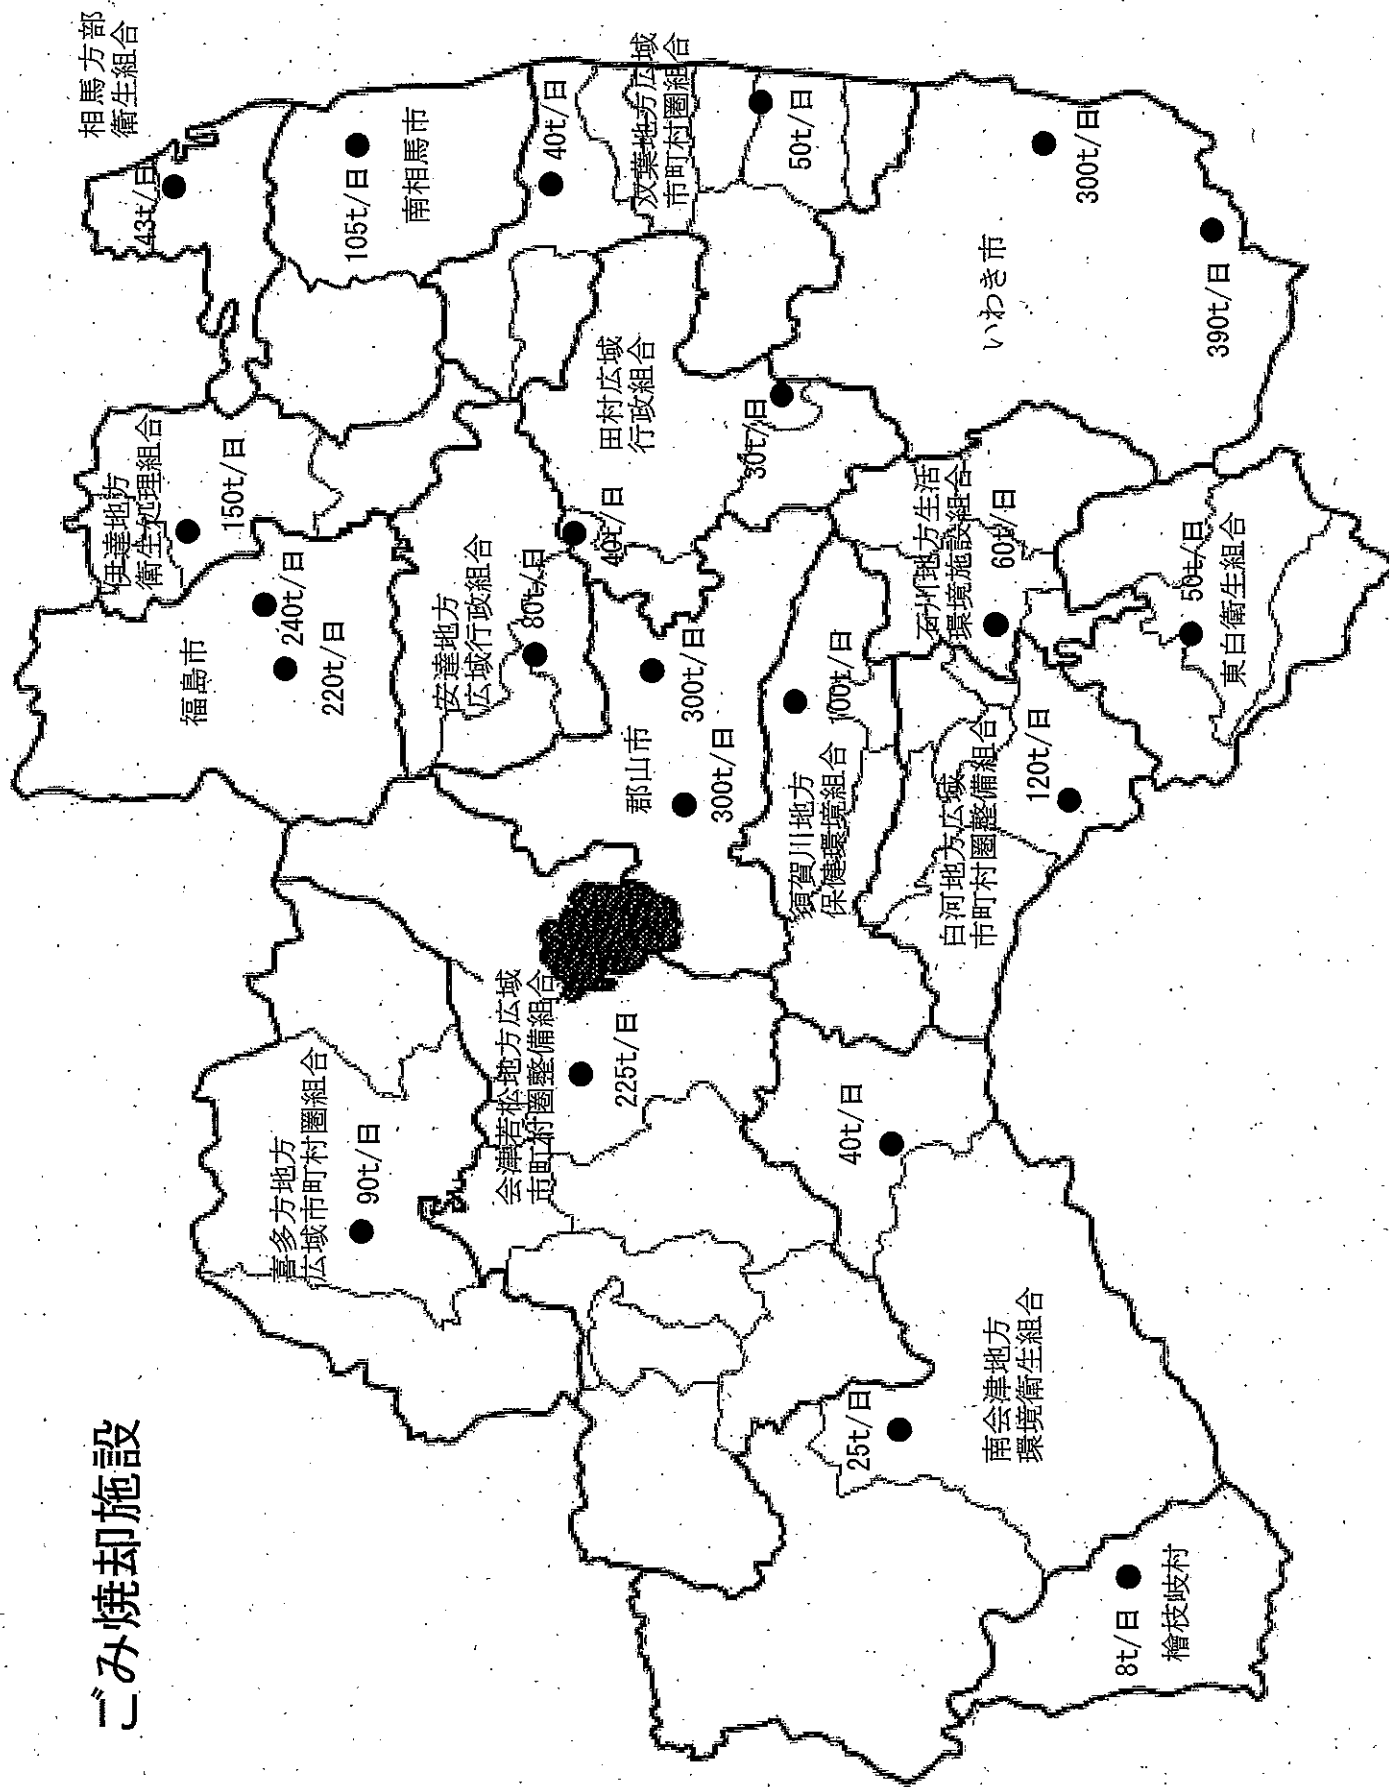 ごみ焼却施設
相馬方部
衛生組合
43t/日
105t/日
南相馬市
40t/日
双葉地方広域
市町村圏組合
50t/日
300t/日
390t/日
いわき市
伊達地方
衛生処理組合
150t/日
福島市
240t/日
220t/日
安達地方
広域行政組合
80t/日
田村広域
行政組合
40t/日
30t/日
郡山市
300t/日
300t/日
須賀川地方
保健環境組合
100t/日
石川地方生活
環境施設組合
60t/日
白河地方広域
市町村圏整備組合
120t/日
50t/日
東白衛生組合
喜多方地方
広域市町村圏組合
90t/日
会津若松地方広域
市町村圏整備組合
225t/日
40t/日
25t/日
南会津地方
環境衛生組合
8t/日
檜枝岐村